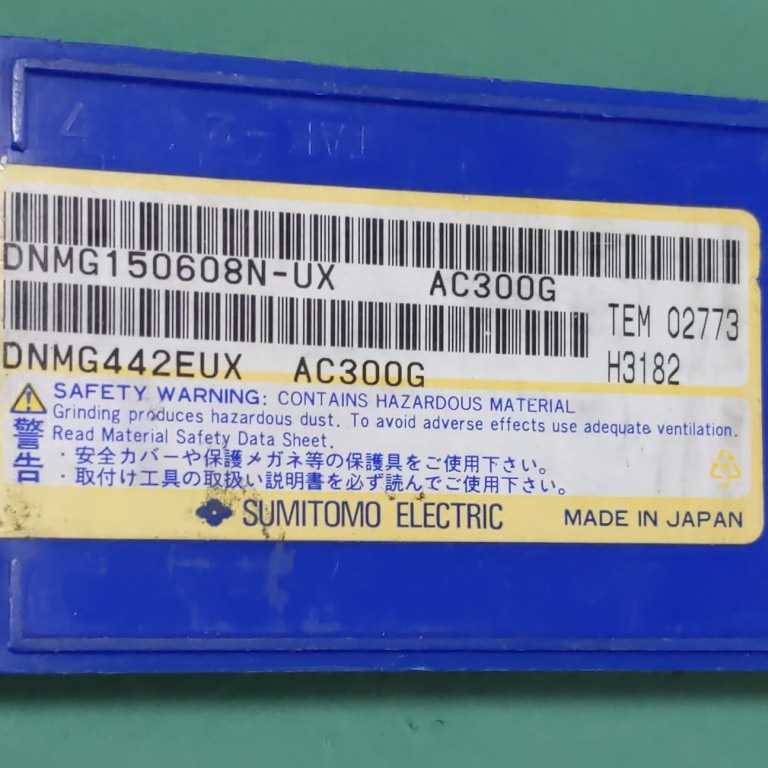 DNMG150608N-UX AC300G
TEM 02773
DNMG442EUX AC300G
H3182
SAFETY WARNING: CONTAINS HAZARDOUS MATERIAL
Grinding produces hazardous dust. To avoid adverse effects use adequate ventilation.
Read Material Safety Data Sheet.
警告
・安全カバーや保護メガネ等の保護具をご使用下さい。
・取付け工具の取扱い説明書を必ず読んでご使用下さい。
SUMITOMO ELECTRIC MADE IN JAPAN